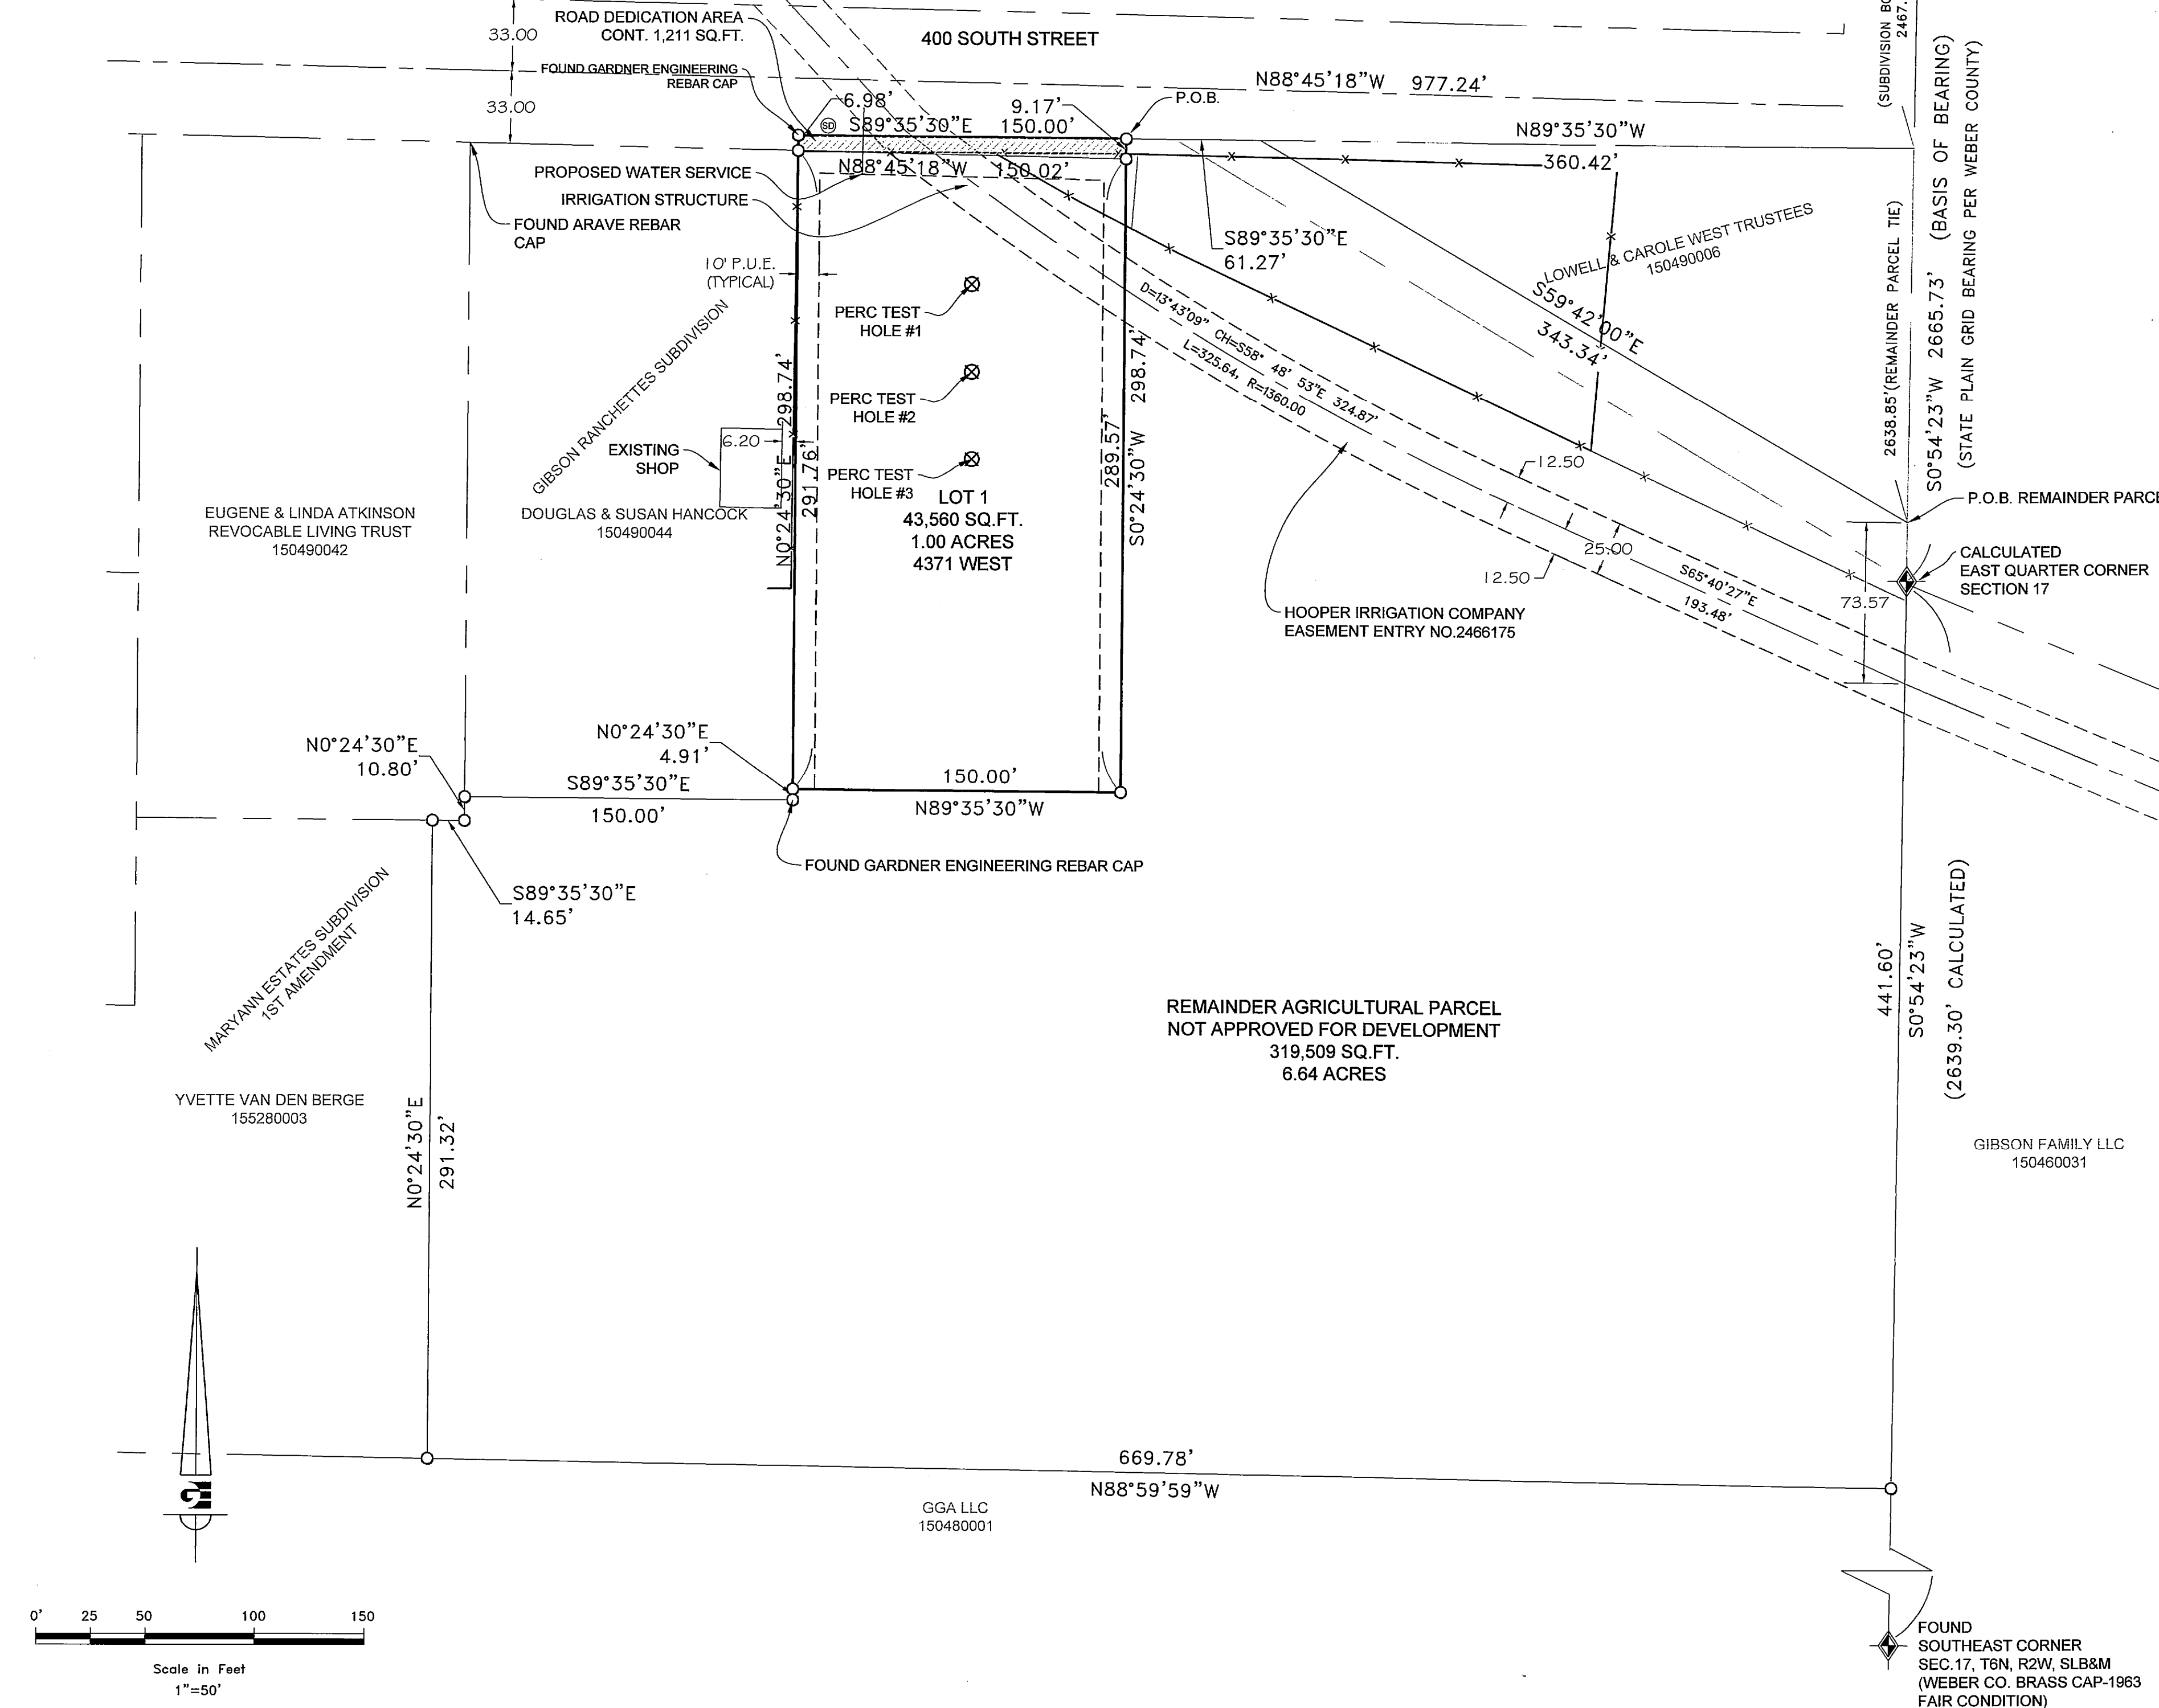 ROAD DEDICATION AREA
CONT. 1,211 SQ.FT.
33.00
400 SOUTH STREET
FOUND GARDNER ENGINEERING
REBAR CAP
N88°45'18"W 977.24'
33.00
6.98'
9.17'
P.O.B.
SD
S89°35'30"E 150.00'
N89°35'30"W
360.42'
N88°45'18"W 150.02'
PROPOSED WATER SERVICE
IRRIGATION STRUCTURE
FOUND ARAVE REBAR
CAP
S89°35'30"E
61.27'
LOWELL & CAROLE WEST TRUSTEES
150490006
10' P.U.E.
(TYPICAL)
S59°42'00"E
343.34'
PERC TEST
HOLE #1
D=13°43'09" CH=S58° 48' 53"E 324.87'
L=325.64, R=1360.00
GIBSON RANCHETTES SUBDIVISION
PERC TEST
HOLE #2
N0°24'30"E 298.74'
291.76"
289.57'
S0°24'30"W 298.74'
6.20
EXISTING
SHOP
PERC TEST
HOLE #3
12.50
LOT 1
43,560 SQ.FT.
1.00 ACRES
4371 WEST
EUGENE & LINDA ATKINSON
REVOCABLE LIVING TRUST
150490042
DOUGLAS & SUSAN HANCOCK
150490044
(SUBDIVISION BO
2467.
2638.85'(REMAINDER PARCEL TIE)
S0°54'23"W 2665.73' (BASIS OF BEARING)
(STATE PLAIN GRID BEARING PER WEBER COUNTY)
P.O.B. REMAINDER PARCE
CALCULATED
EAST QUARTER CORNER
SECTION 17
25.00
12.50
S65°40'27"E
193.48'
73.57
HOOPER IRRIGATION COMPANY
EASEMENT ENTRY NO.2466175
N0°24'30"E
10.80'
N0°24'30"E
4.91'
S89°35'30"E
150.00'
150.00'
N89°35'30"W
FOUND GARDNER ENGINEERING REBAR CAP
S89°35'30"E
14.65'
MARYANN ESTATES SUBDIVISION
1ST AMENDMENT
441.60'
S0°54'23"W
(2639.30' CALCULATED)
REMAINDER AGRICULTURAL PARCEL
NOT APPROVED FOR DEVELOPMENT
319,509 SQ.FT.
6.64 ACRES
YVETTE VAN DEN BERGE
155280003
N0°24'30"E
291.32'
GIBSON FAMILY LLC
150460031
669.78'
N88°59'59"W
GGA LLC
150480001
0' 25 50 100 150
Scale in Feet
1"=50'
FOUND
SOUTHEAST CORNER
SEC.17, T6N, R2W, SLB&M
(WEBER CO. BRASS CAP-1963
FAIR CONDITION)